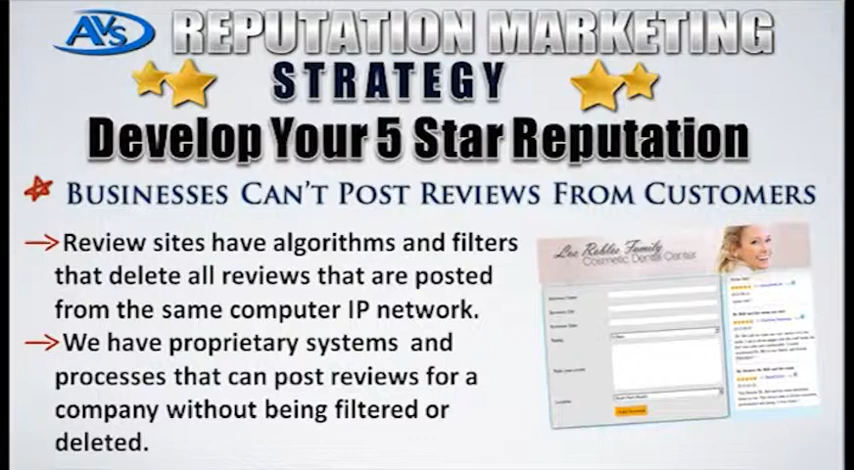 AVS REPUTATION MARKETING
STRATEGY
Develop Your 5 Star Reputation
BUSINESSES CAN'T POST REVIEWS FROM CUSTOMERS
Review sites have algorithms and filters
that delete all reviews that are posted
from the same computer IP network.
We have proprietary systems and
processes that can post reviews for a
company without being filtered or
deleted.
Family
Cosmetic Dental Center